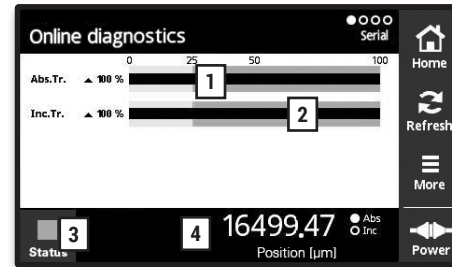 Online diagnostics
Serial
Home
0 25 50 100
Abs.Tr. ▲ 100 %
1
Inc.Tr. ▲ 100 %
2
Refresh
More
3
Status
4
16499.47
Abs
Inc
Position [µm]
Power